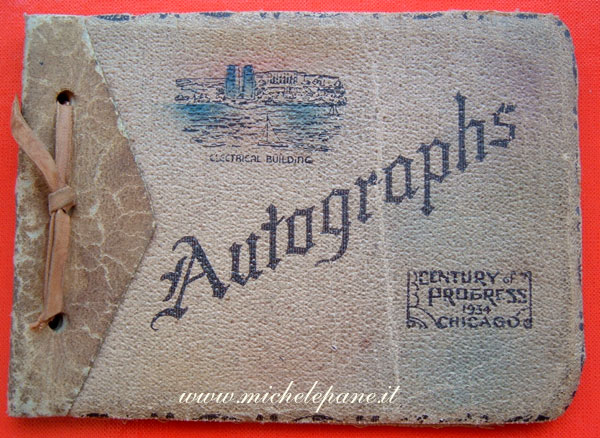 ELECTRICAL BUILDING
Autographs
CENTURY of
PROGRESS
1934
CHICAGO
www.michelepane.it